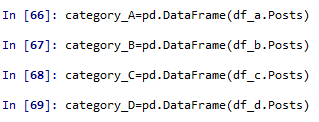 In [66]: category_A=pd.DataFrame(df_a.Posts)
In [67]: category_B=pd.DataFrame(df_b.Posts)
In [68]: category_C=pd.DataFrame(df_c.Posts)
In [69]: category_D=pd.DataFrame(df_d.Posts)